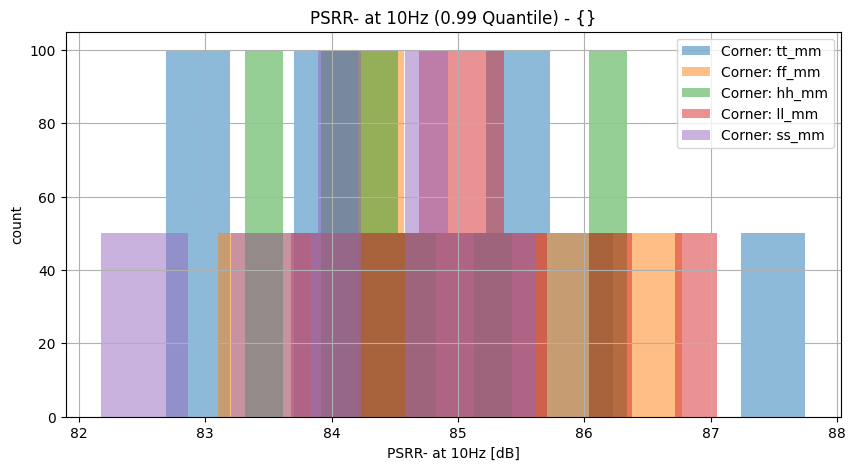 PSRR- at 10Hz (0.99 Quantile) - {}
Corner: tt_mm
Corner: ff_mm
Corner: hh_mm
Corner: ll_mm
Corner: ss_mm
100
80
60
40
20
0
count
82 83 84 85 86 87 88
PSRR- at 10Hz [dB]